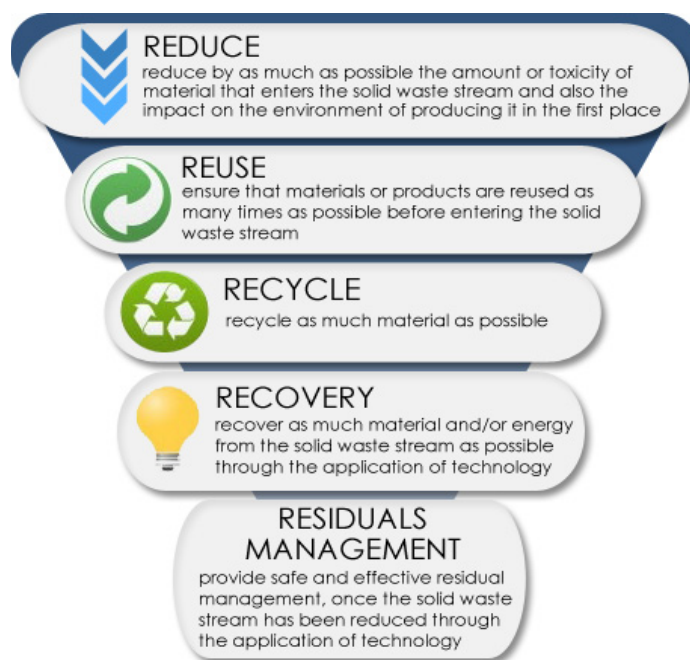 REDUCE
reduce by as much as possible the amount or toxicity of
material that enters the solid waste stream and also the
impact on the environment of producing it in the first place
REUSE
ensure that materials or products are reused as
many times as possible before entering the solid
waste stream
RECYCLE
recycle as much material as possible
RECOVERY
recover as much material and/or energy
from the solid waste stream as possible
through the application of technology
RESIDUALS
MANAGEMENT
provide safe and effective residual
management, once the solid waste
stream has been reduced through
the application of technology